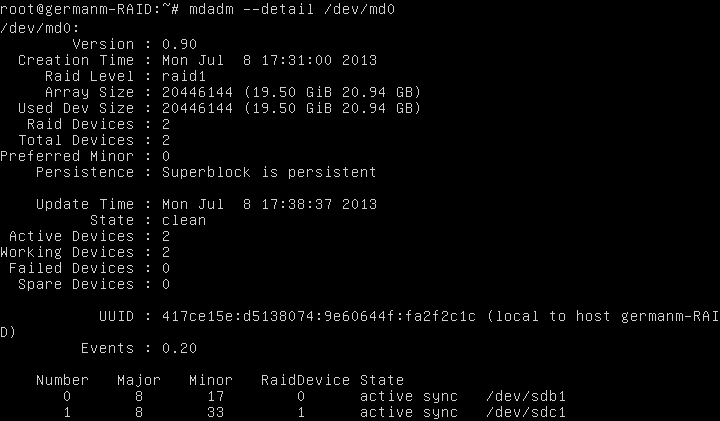 root@germanm-RAID:~# mdadm --detail /dev/md0
/dev/md0:
        Version : 0.90
  Creation Time : Mon Jul  8 17:31:00 2013
     Raid Level : raid1
     Array Size : 20446144 (19.50 GiB 20.94 GB)
  Used Dev Size : 20446144 (19.50 GiB 20.94 GB)
   Raid Devices : 2
  Total Devices : 2
Preferred Minor : 0
    Persistence : Superblock is persistent

    Update Time : Mon Jul  8 17:38:37 2013
          State : clean
 Active Devices : 2
Working Devices : 2
 Failed Devices : 0
  Spare Devices : 0

           UUID : 417ce15e:d5138074:9e60644f:fa2f2c1c (local to host germanm-RAI
D)
         Events : 0.20

    Number   Major   Minor   RaidDevice State
       0       8       17        0      active sync   /dev/sdb1
       1       8       33        1      active sync   /dev/sdc1